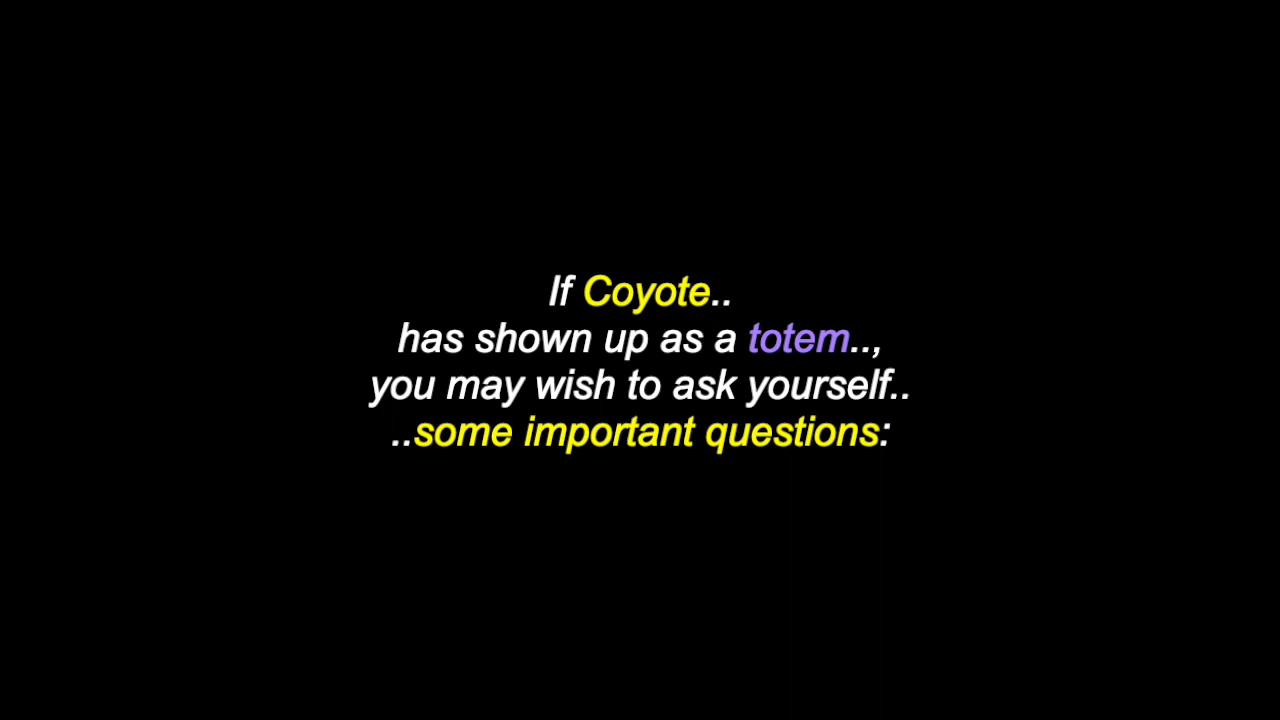 If Coyote..
has shown up as a totem..,
you may wish to ask yourself..
..some important questions: